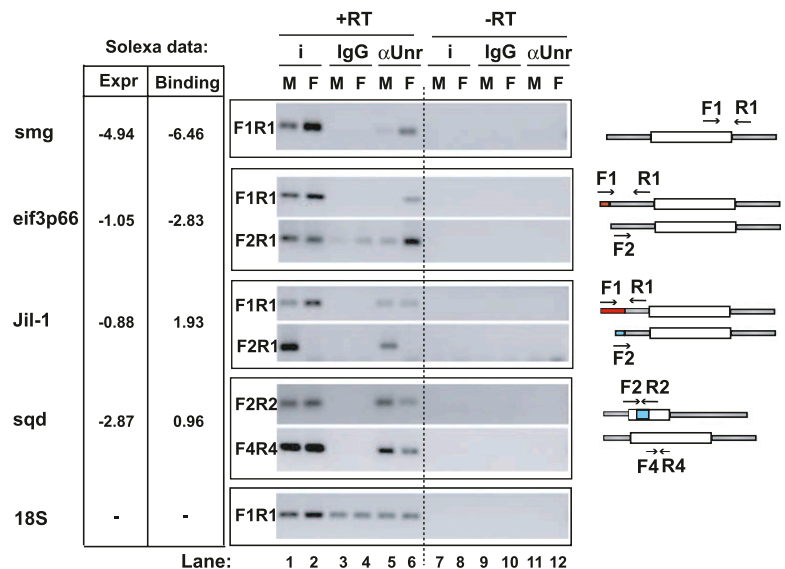 +RT -RT
Solexa data: i IgG αUnr i IgG αUnr
Expr Binding M F M F M F M F M F M F
smg -4.94 -6.46 F1R1 F1 R1
eif3p66 -1.05 -2.83 F1R1 F1 R1
F2R1 F2
Jil-1 -0.88 1.93 F1R1 F1 R1
F2R1 F2
sqd -2.87 0.96 F2R2 F2 R2
F4R4 F4 R4
18S - - F1R1
Lane: 1 2 3 4 5 6 7 8 9 10 11 12